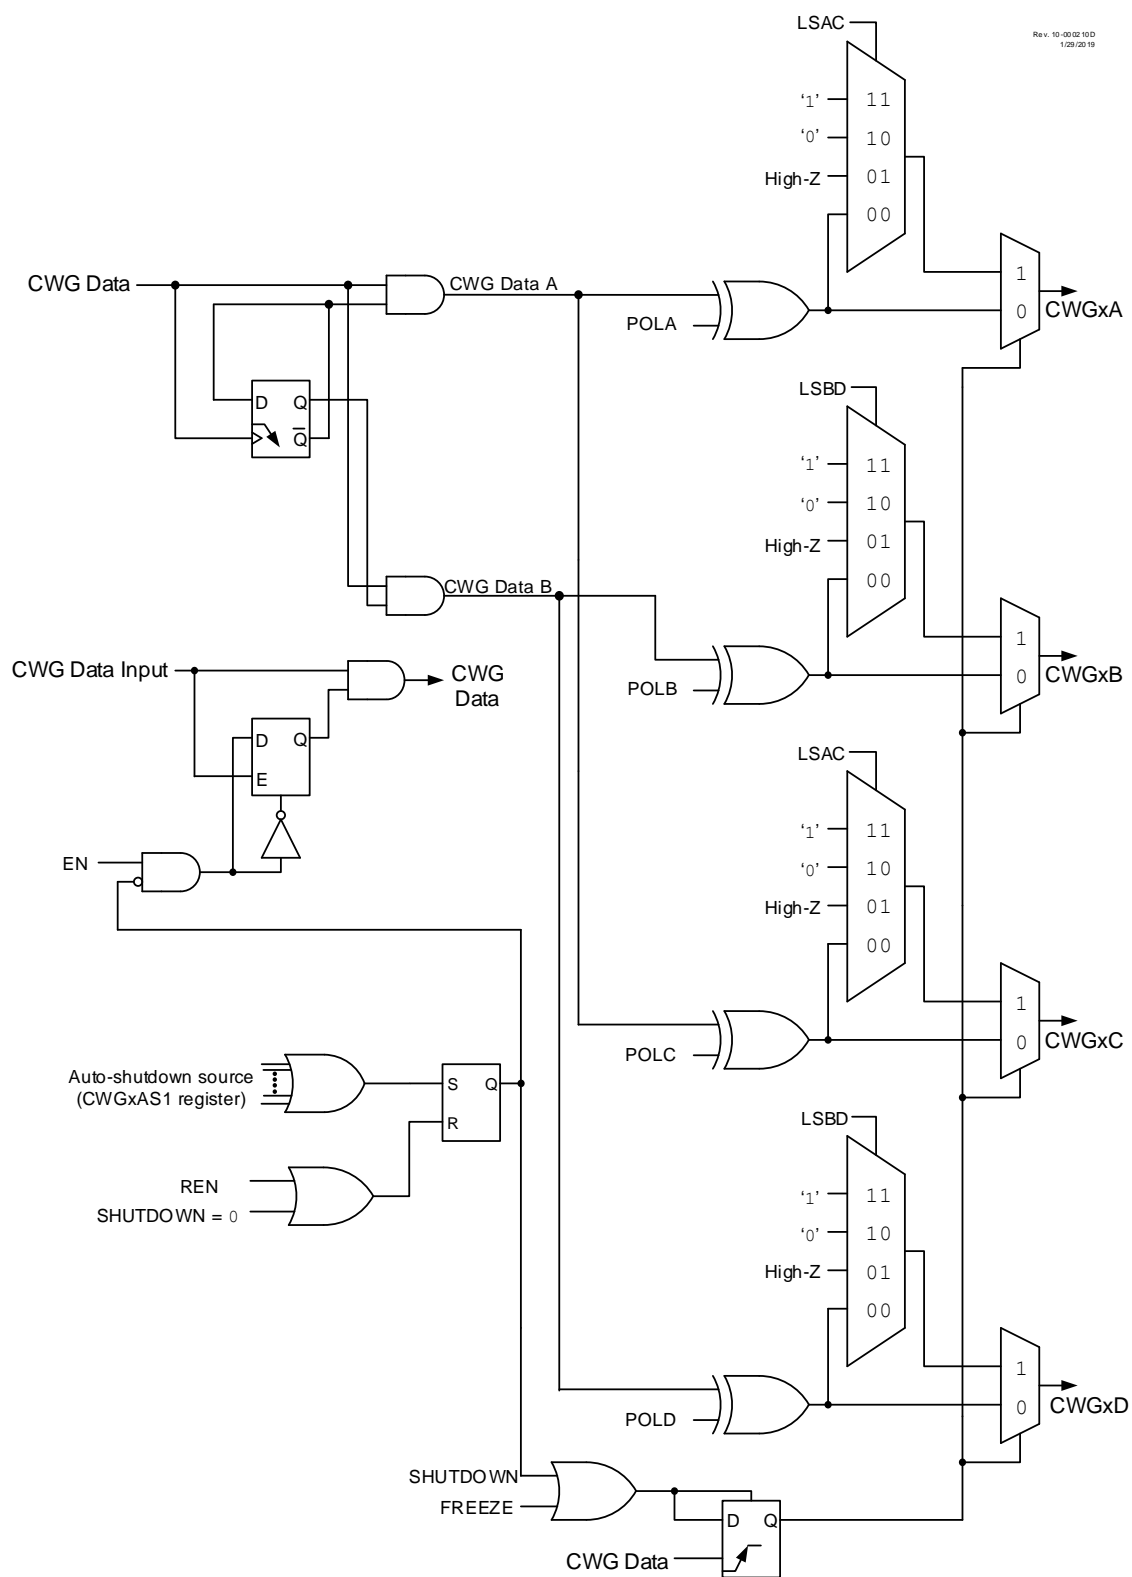 LSAC
Rev. 10-000210D
1/29/2019
‘1’ 11
‘0’ 10
High-Z 01
00
CWG Data
CWG Data A
POLA
1
0
CWGxA
D Q
Q
LSBD
‘1’ 11
‘0’ 10
High-Z 01
00
CWG Data B
POLB
1
0
CWGxB
CWG Data Input
CWG
Data
D Q
E
EN
LSAC
‘1’ 11
‘0’ 10
High-Z 01
00
POLC
1
0
CWGxC
Auto-shutdown source
(CWGxAS1 register)
S Q
R
REN
SHUTDOWN = 0
LSBD
‘1’ 11
‘0’ 10
High-Z 01
00
POLD
1
0
CWGxD
SHUTDOWN
FREEZE
D Q
CWG Data